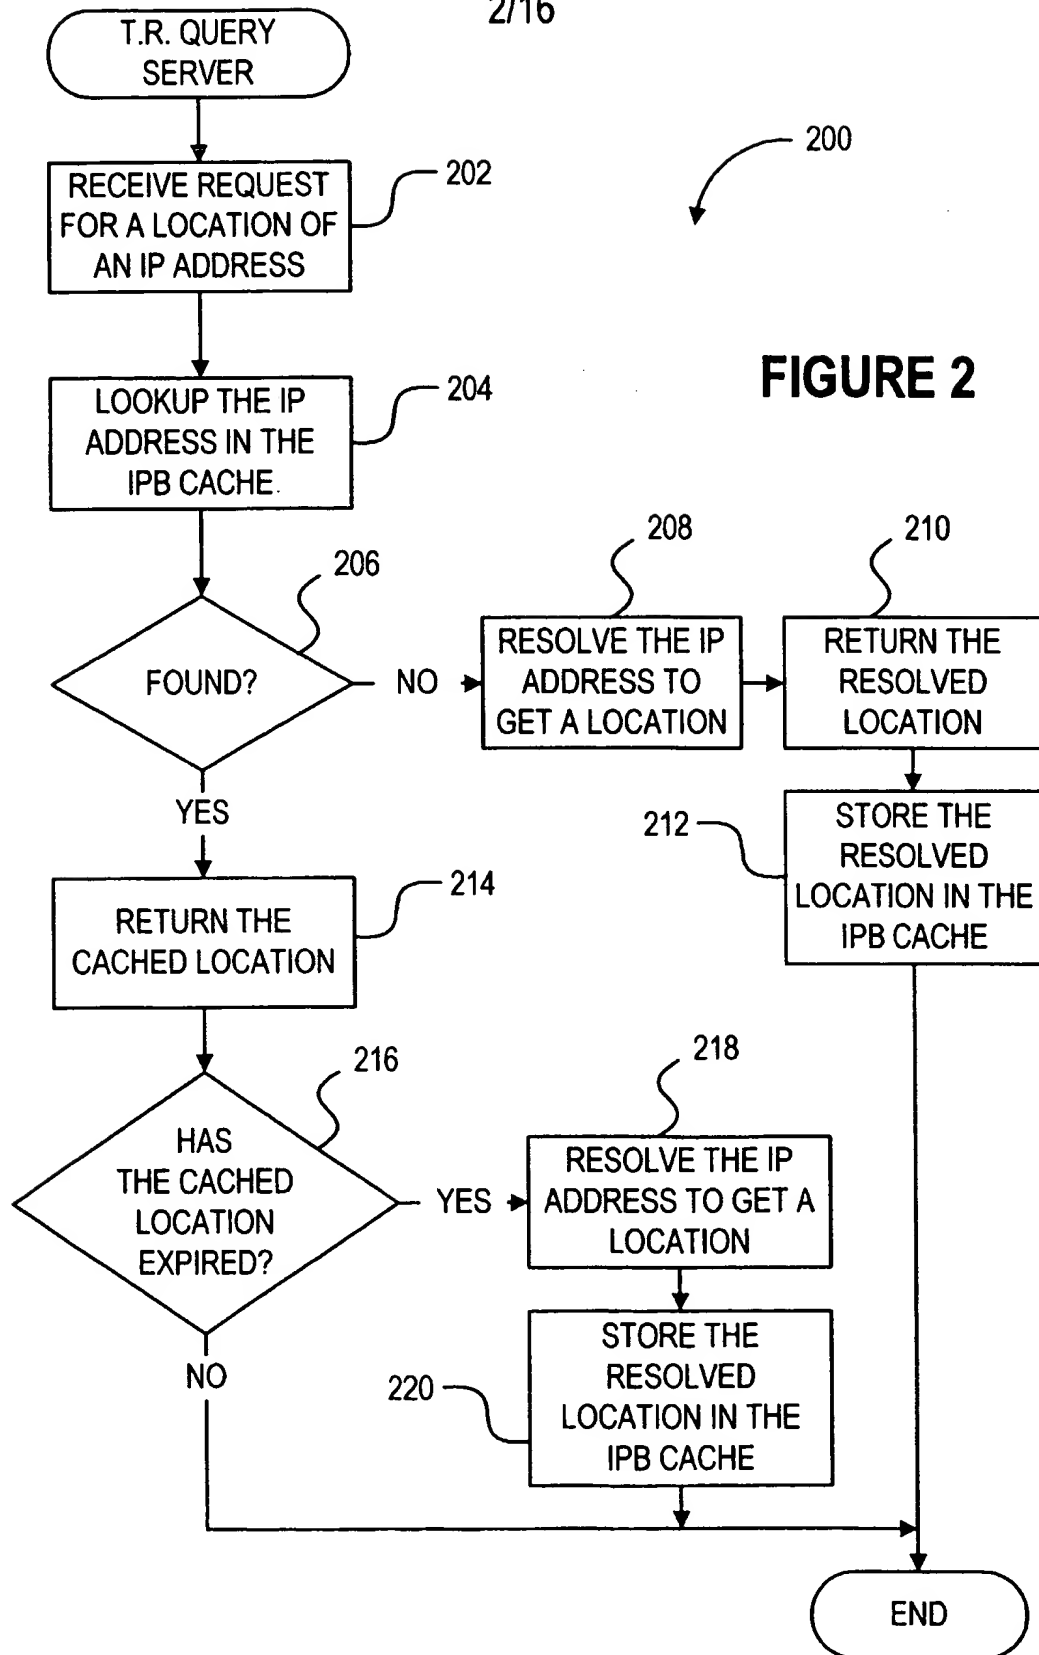 2/16
T.R. QUERY
SERVER
200
RECEIVE REQUEST
FOR A LOCATION OF
AN IP ADDRESS
202
FIGURE 2
LOOKUP THE IP
ADDRESS IN THE
IPB CACHE.
204
206
FOUND?
NO
208
RESOLVE THE IP
ADDRESS TO
GET A LOCATION
210
RETURN THE
RESOLVED
LOCATION
212
STORE THE
RESOLVED
LOCATION IN THE
IPB CACHE
YES
214
RETURN THE
CACHED LOCATION
216
HAS
THE CACHED
LOCATION
EXPIRED?
YES
218
RESOLVE THE IP
ADDRESS TO GET A
LOCATION
220
STORE THE
RESOLVED
LOCATION IN THE
IPB CACHE
NO
END